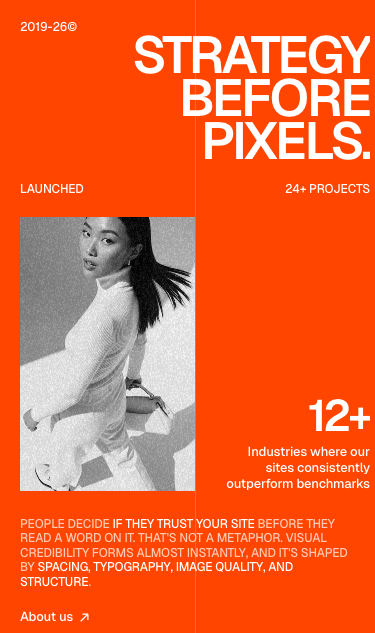 2019-26©
STRATEGY
BEFORE
PIXELS.
LAUNCHED
24+ PROJECTS
12+
Industries where our
sites consistently
outperform benchmarks
PEOPLE DECIDE IF THEY TRUST YOUR SITE BEFORE THEY
READ A WORD ON IT. THAT'S NOT A METAPHOR. VISUAL
CREDIBILITY FORMS ALMOST INSTANTLY, AND IT'S SHAPED
BY SPACING, TYPOGRAPHY, IMAGE QUALITY, AND
STRUCTURE.
About us ↗